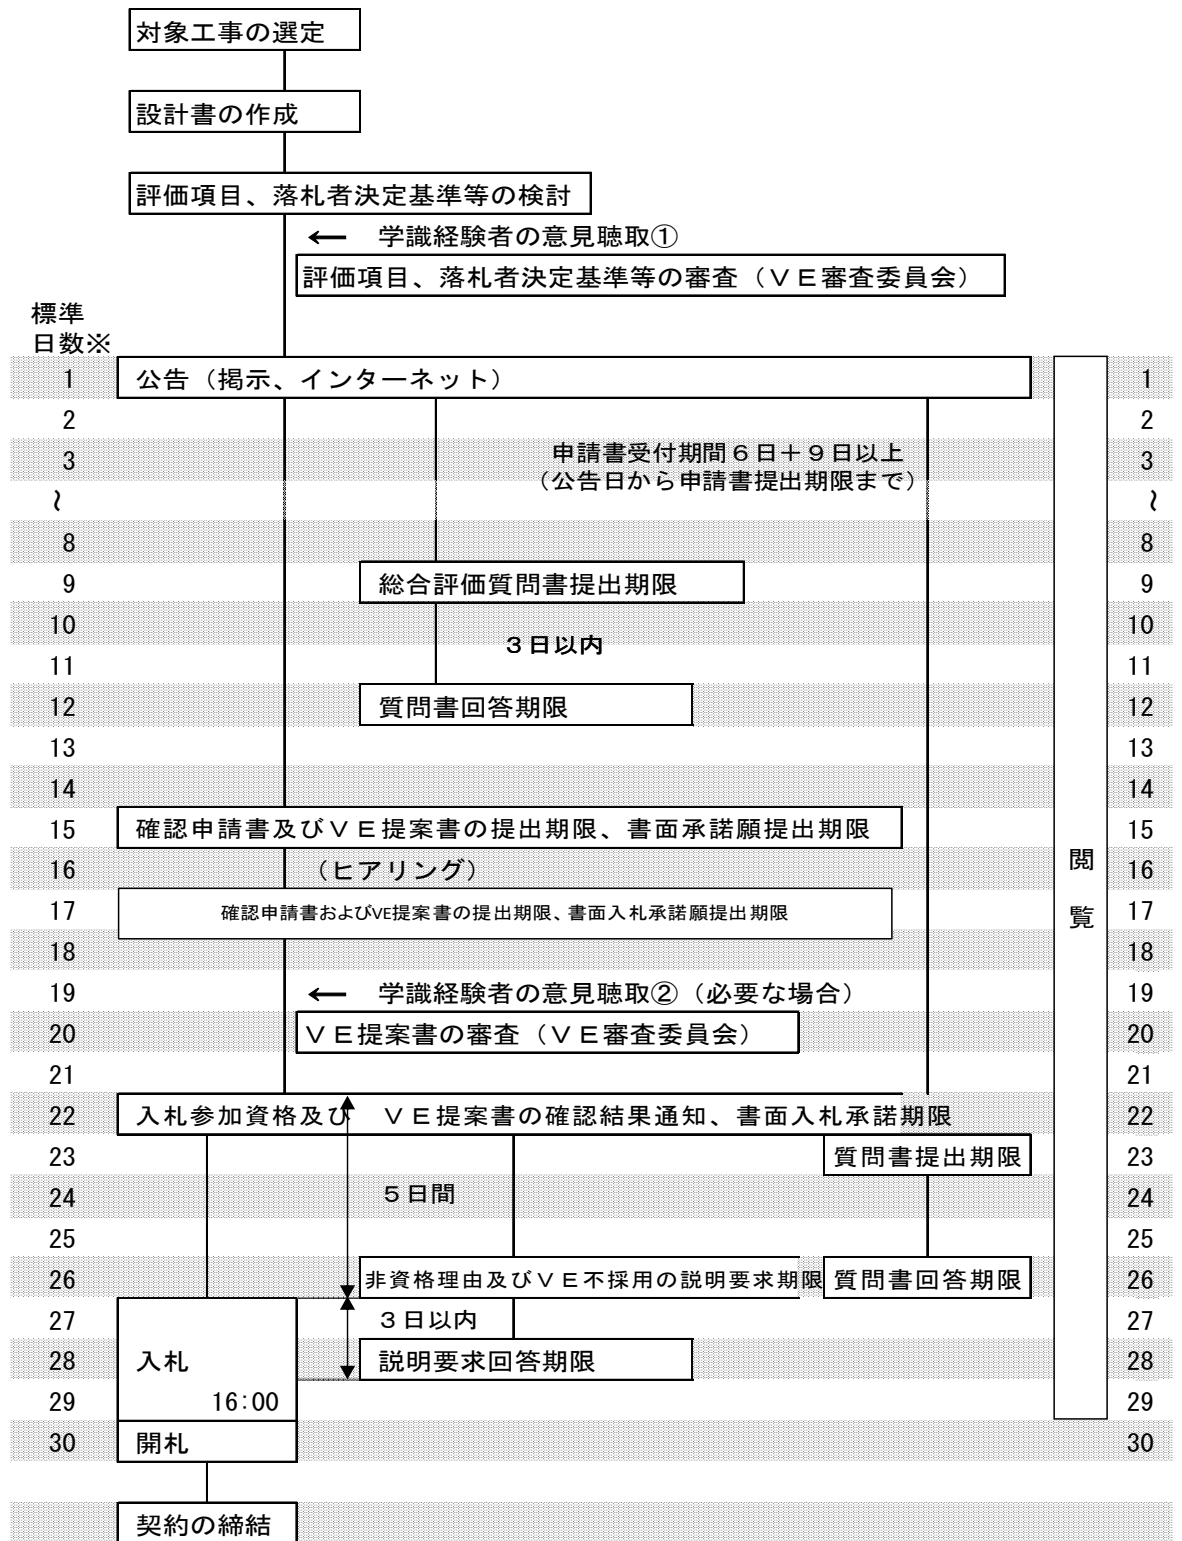 対象工事の選定
設計書の作成
評価項目、落札者決定基準等の検討
← 学識経験者の意見聴取①
評価項目、落札者決定基準等の審査（ＶＥ審査委員会）
標準
日数※
1 公告（掲示、インターネット） 1
2 2
3 申請書受付期間６日＋９日以上 3
（公告日から申請書提出期限まで）
～ ～
8 8
9 総合評価質問書提出期限 9
10 10
３日以内
11 11
12 質問書回答期限 12
13 13
14 14
15 確認申請書及びＶＥ提案書の提出期限、書面承諾願提出期限 15
16 （ヒアリング） 16
閲覧
17 確認申請書およびVE提案書の提出期限、書面入札承諾願提出期限 17
18 18
19 ← 学識経験者の意見聴取②（必要な場合） 19
20 ＶＥ提案書の審査（ＶＥ審査委員会） 20
21 21
22 入札参加資格及び　ＶＥ提案書の確認結果通知、書面入札承諾期限 22
23 質問書提出期限 23
24 ５日間 24
25 25
26 非資格理由及びＶＥ不採用の説明要求期限 質問書回答期限 26
27 ３日以内 27
28 入札 説明要求回答期限 28
29 16:00 29
30 開札 30
契約の締結